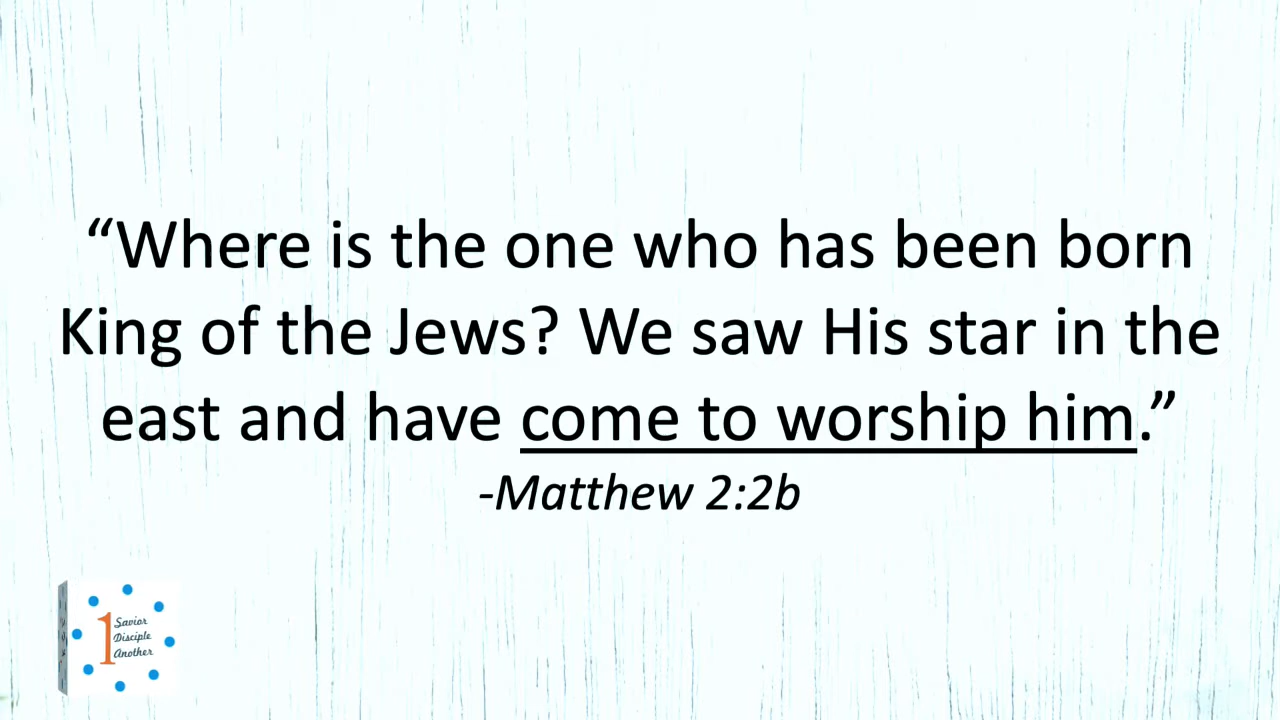 “Where is the one who has been born
King of the Jews? We saw His star in the
east and have come to worship him.”
-Matthew 2:2b
1
Savior
Disciple
Another